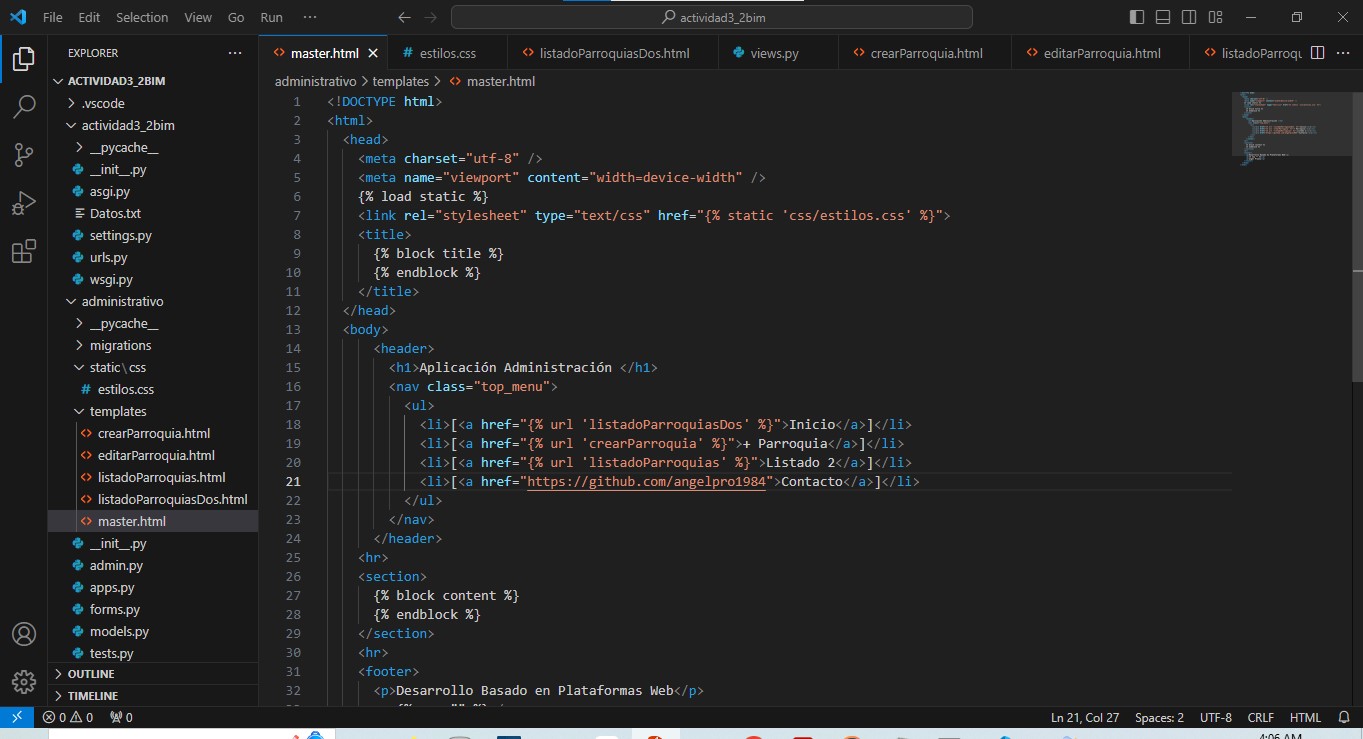 File Edit Selection View Go Run ··· actividad3_2bim
EXPLORER ···
ACTIVIDAD3_2BIM
.vscode
actividad3_2bim
__pycache__
__init__.py
asgi.py
Datos.txt
settings.py
urls.py
wsgi.py
administrativo
__pycache__
migrations
static\css
# estilos.css
templates
<> crearParroquia.html
<> editarParroquia.html
<> listadoParroquias.html
<> listadoParroquiasDos.html
<> master.html
__init__.py
admin.py
apps.py
forms.py
models.py
tests.py
OUTLINE
TIMELINE
<> master.html # estilos.css <> listadoParroquiasDos.html views.py <> crearParroquia.html <> editarParroquia.html <> listadoParroqu ···
administrativo > templates > <> master.html
1 <!DOCTYPE html>
2 <html>
3 <head>
4 <meta charset="utf-8" />
5 <meta name="viewport" content="width=device-width" />
6 {% load static %}
7 <link rel="stylesheet" type="text/css" href="{% static 'css/estilos.css' %}">
8 <title>
9 {% block title %}
10 {% endblock %}
11 </title>
12 </head>
13 <body>
14 <header>
15 <h1>Aplicación Administración </h1>
16 <nav class="top_menu">
17 <ul>
18 <li>[<a href="{% url 'listadoParroquiasDos' %}">Inicio</a>]</li>
19 <li>[<a href="{% url 'crearParroquia' %}">+ Parroquia</a>]</li>
20 <li>[<a href="{% url 'listadoParroquias' %}">Listado 2</a>]</li>
21 <li>[<a href="https://github.com/angelpro1984">Contacto</a>]</li>
22 </ul>
23 </nav>
24 </header>
25 <hr>
26 <section>
27 {% block content %}
28 {% endblock %}
29 </section>
30 <hr>
31 <footer>
32 <p>Desarrollo Basado en Plataformas Web</p>
0 0 0 Ln 21, Col 27 Spaces: 2 UTF-8 CRLF HTML
4:06 AM